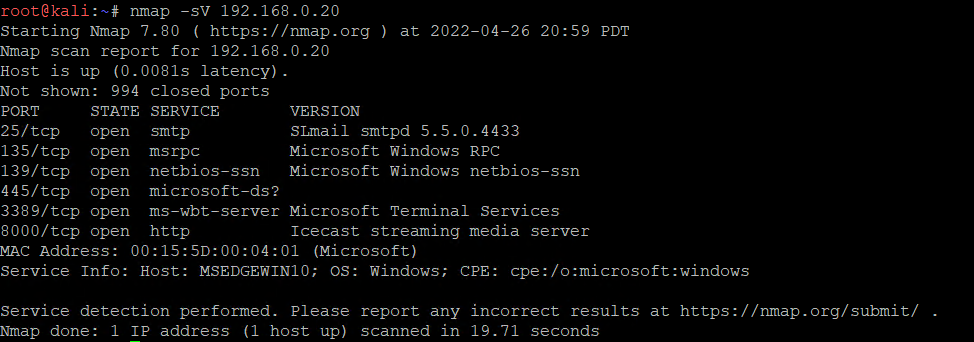 root@kali:~# nmap -sV 192.168.0.20
Starting Nmap 7.80 ( https://nmap.org ) at 2022-04-26 20:59 PDT
Nmap scan report for 192.168.0.20
Host is up (0.0081s latency).
Not shown: 994 closed ports
PORT     STATE SERVICE       VERSION
25/tcp   open  smtp          SLmail smtpd 5.5.0.4433
135/tcp  open  msrpc         Microsoft Windows RPC
139/tcp  open  netbios-ssn   Microsoft Windows netbios-ssn
445/tcp  open  microsoft-ds?
3389/tcp open  ms-wbt-server Microsoft Terminal Services
8000/tcp open  http          Icecast streaming media server
MAC Address: 00:15:5D:00:04:01 (Microsoft)
Service Info: Host: MSEDGEWIN10; OS: Windows; CPE: cpe:/o:microsoft:windows

Service detection performed. Please report any incorrect results at https://nmap.org/submit/ .
Nmap done: 1 IP address (1 host up) scanned in 19.71 seconds